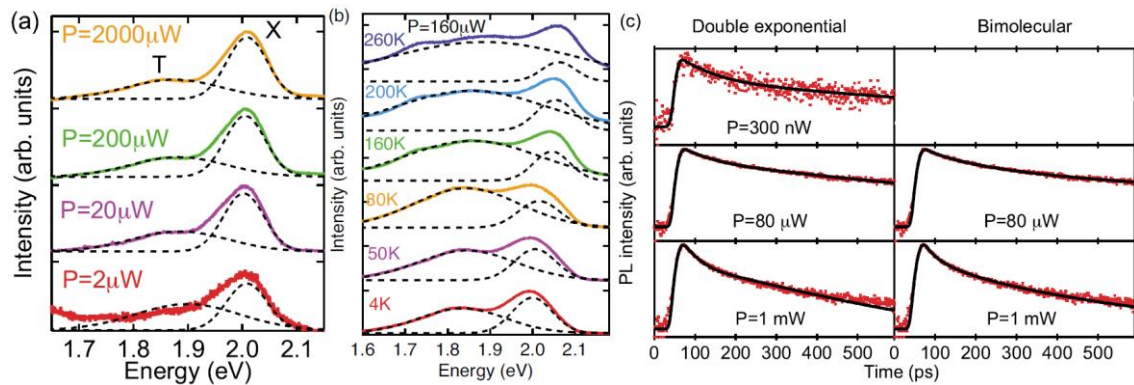 (a)
P=2000μW
X
T
P=200μW
P=20μW
P=2μW
Intensity (arb. units)
1.7 1.8 1.9 2.0 2.1
Energy (eV)
(b)
P=160μW
260K
200K
160K
80K
50K
4K
Intensity (arb. units)
1.6 1.7 1.8 1.9 2.0 2.1
Energy (eV)
(c)
Double exponential Bimolecular
P=300 nW
P=80 μW P=80 μW
P=1 mW P=1 mW
PL intensity (arb. units)
0 100 200 300 400 500 0 100 200 300 400 500
Time (ps)